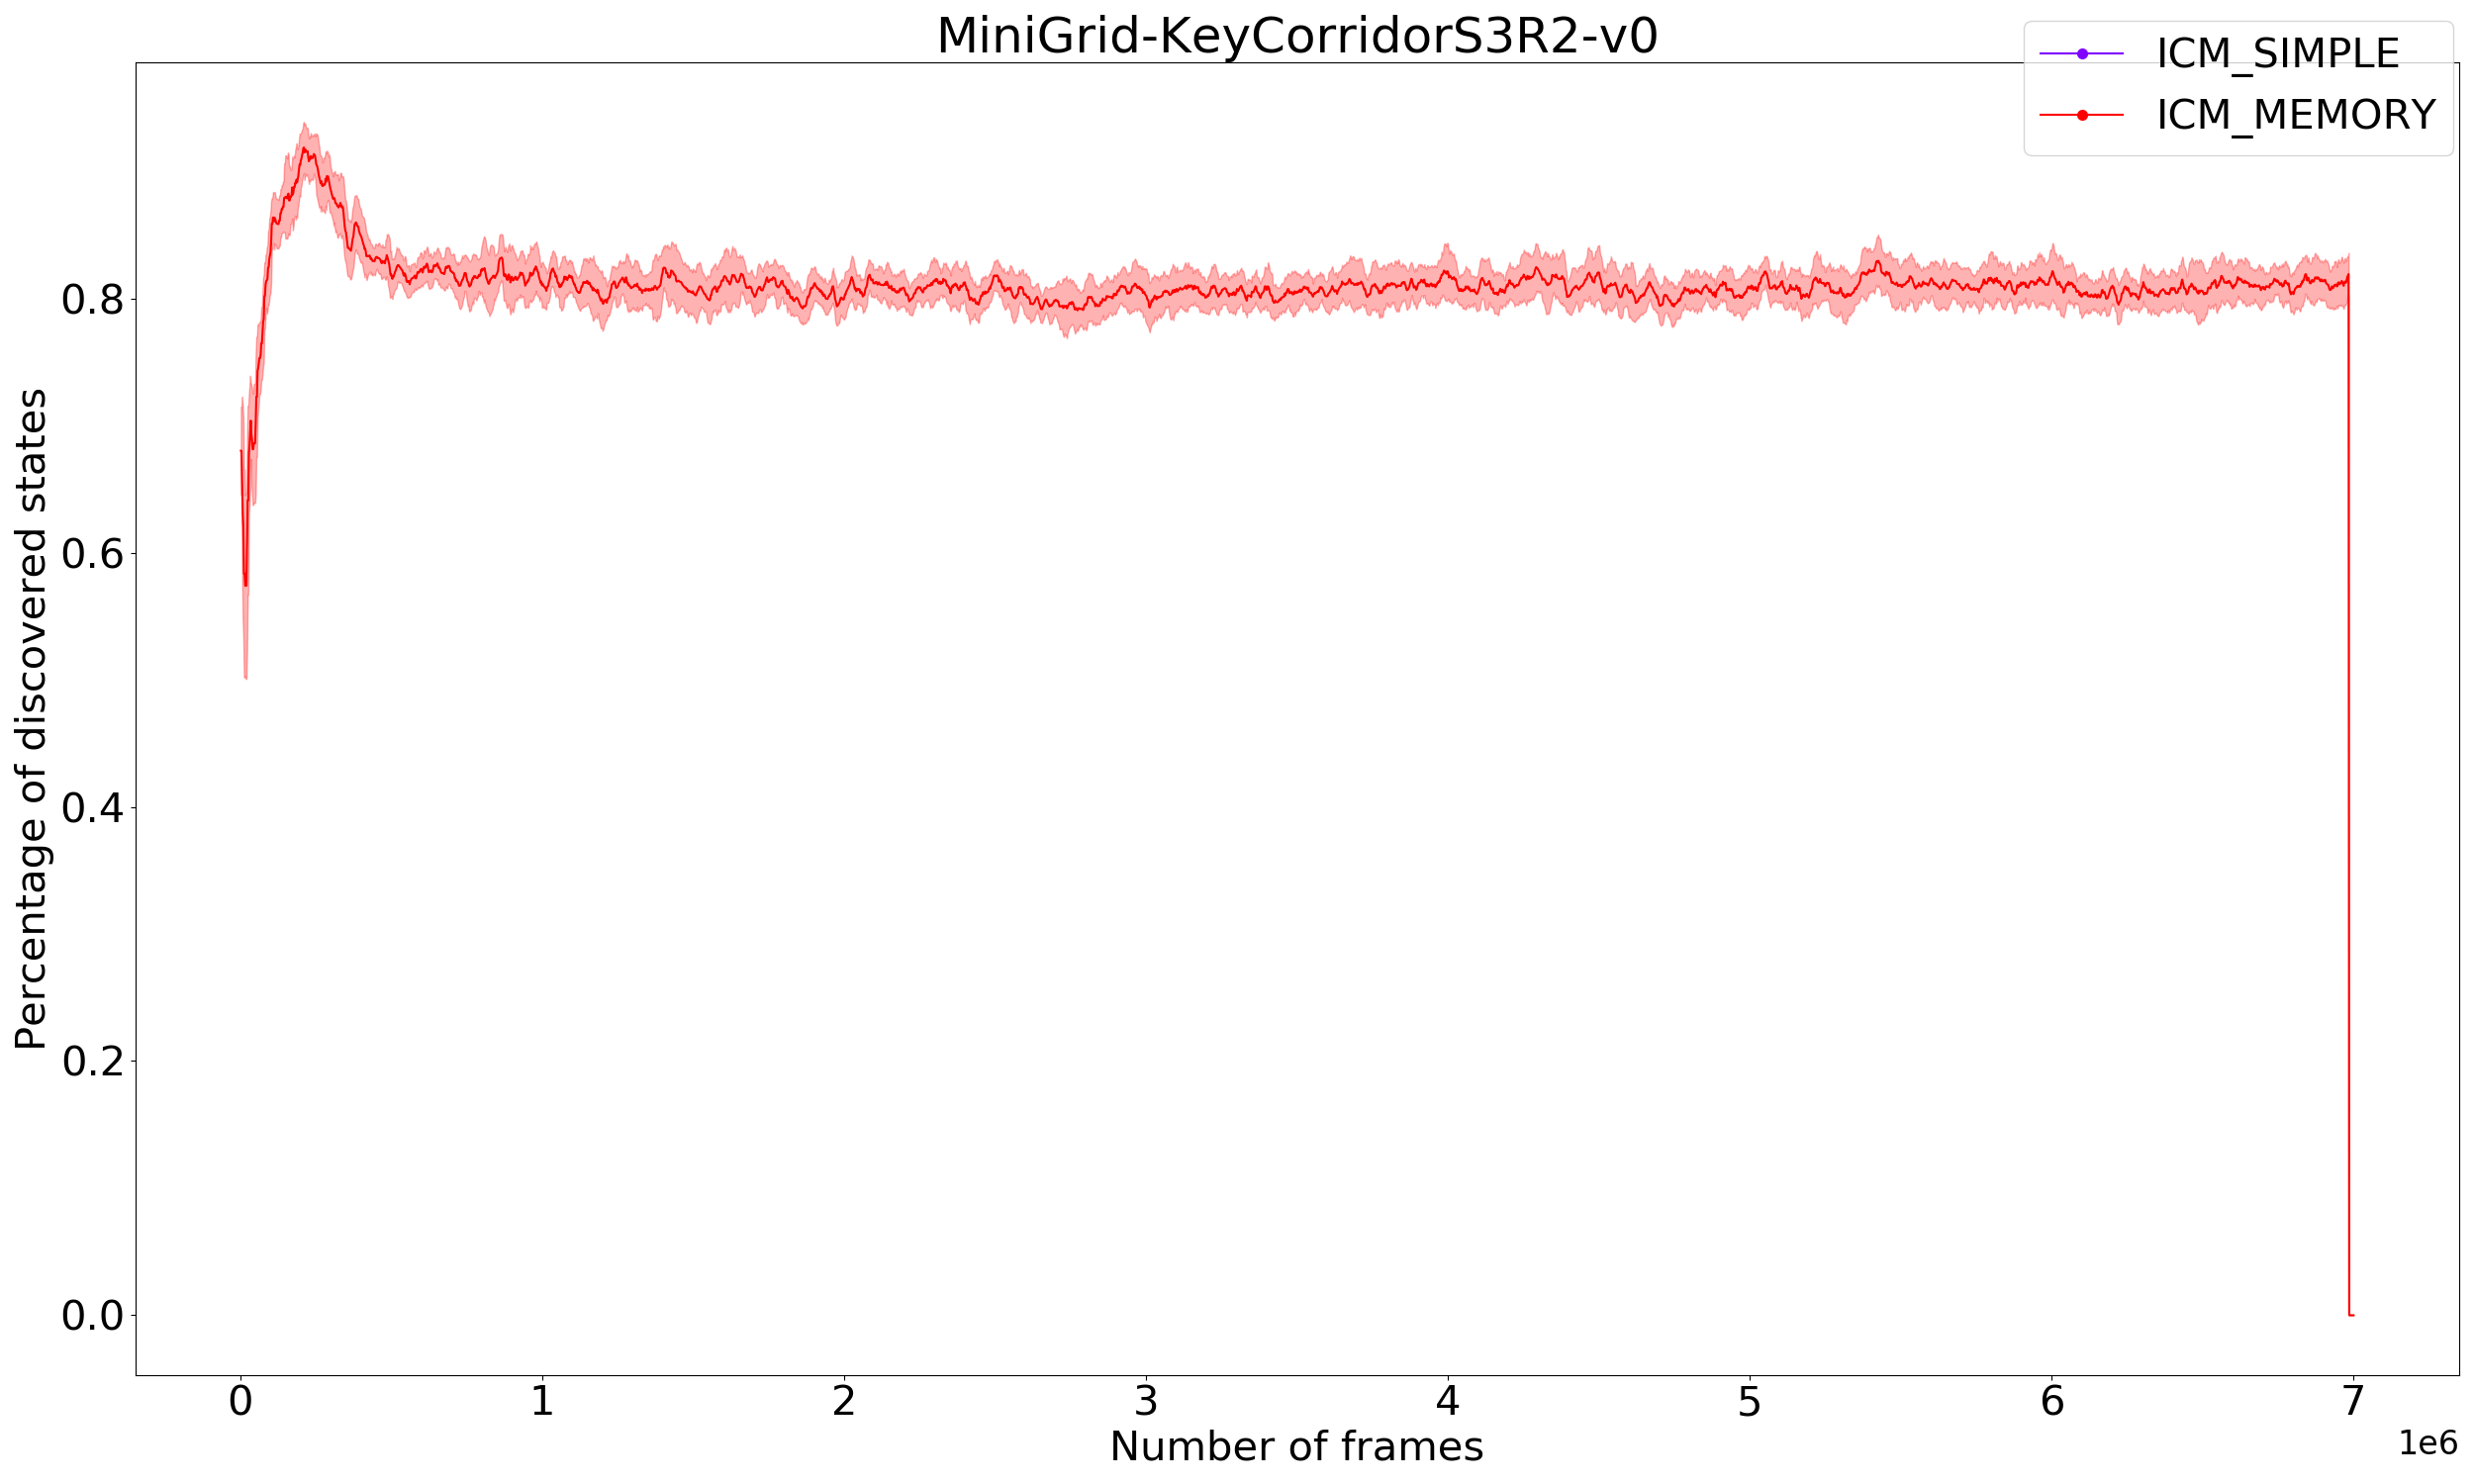 MiniGrid-KeyCorridorS3R2-v0
ICM_SIMPLE
ICM_MEMORY
Percentage of discovered states
0.8
0.6
0.4
0.2
0.0
0 1 2 3 4 5 6 7
Number of frames
1e6